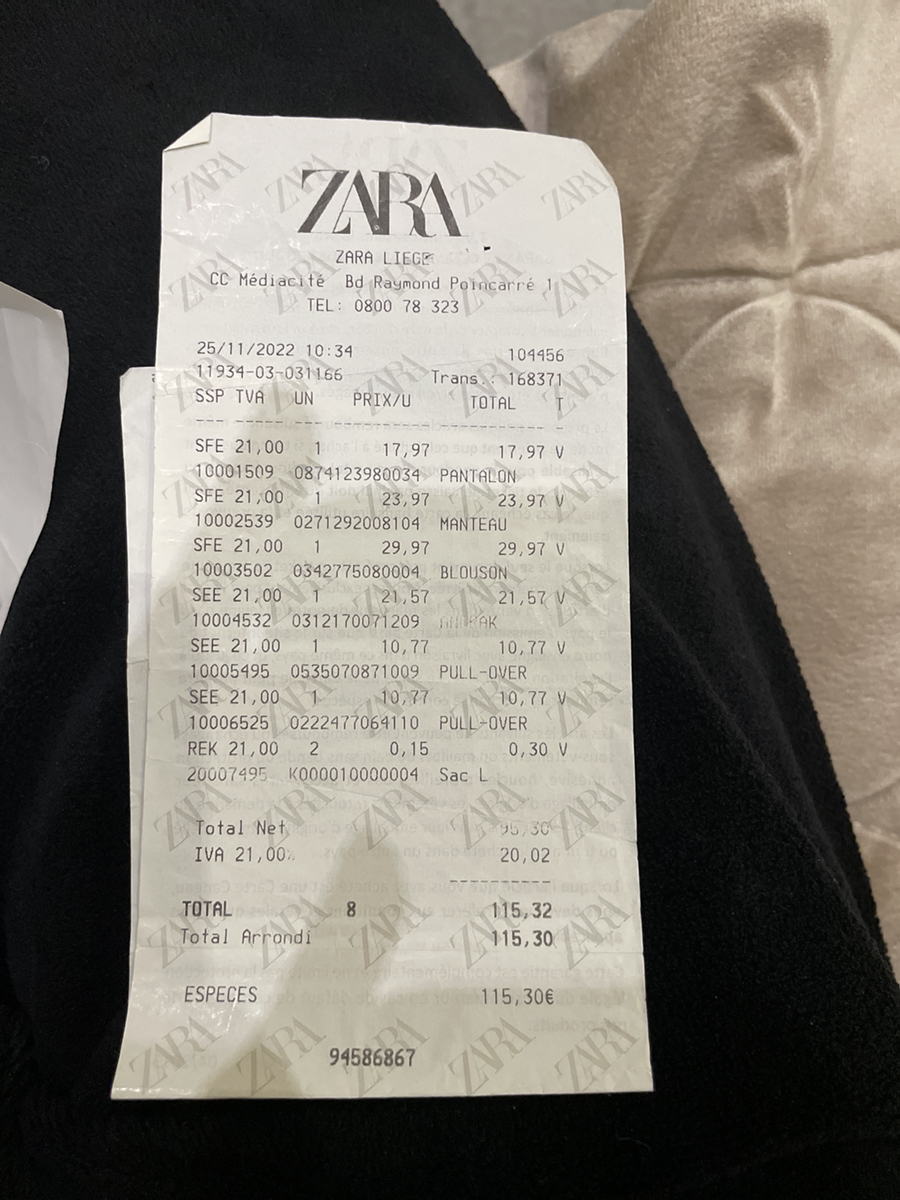 ZARA
ZARA LIEGE
CC Médiacité Bd Raymond Poincarré 1
TEL: 0800 78 323
25/11/2022 10:34 104456
11934-03-031166 Trans.: 168371
SSP TVA UN PRIX/U TOTAL T
SFE 21,00 1 17,97 17,97 V
10001509 0874123980034 PANTALON
SFE 21,00 1 23,97 23,97 V
10002539 0271292008104 MANTEAU
SFE 21,00 1 29,97 29,97 V
10003502 0342775080004 BLOUSON
SEE 21,00 1 21,57 21,57 V
10004532 0312170071209
SEE 21,00 1 10,77 10,77 V
10005495 0535070871009 PULL-OVER
SEE 21,00 1 10,77 10,77 V
10006525 0222477064110 PULL-OVER
REK 21,00 2 0,15 0,30 V
20007495 K000010000004 Sac L
Total Net 95,30
IVA 21,00% 20,02
TOTAL 8 115,32
Total Arrondi 115,30
ESPECES 115,30€
94586867